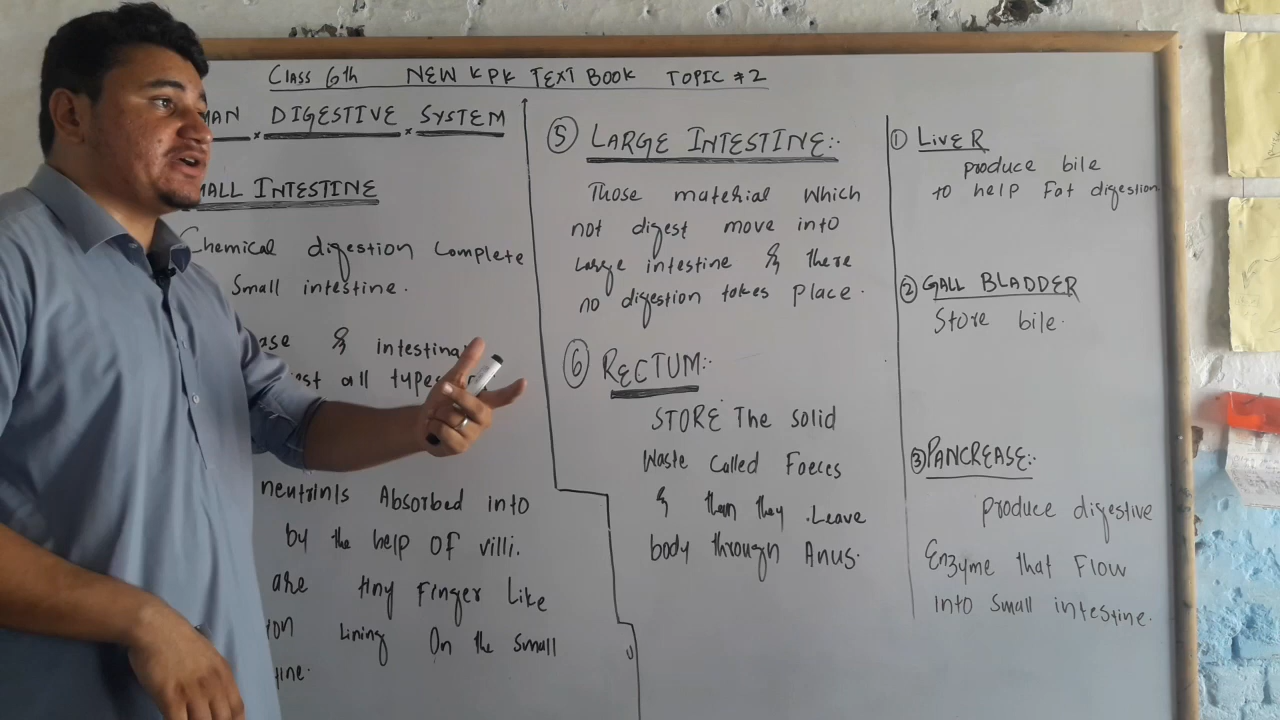 Class 6th NEW KPK TEXT BOOK TOPIC #2
MAN DIGESTIVE SYSTEM
MALL INTESTINE
Chemical digestion Complete
Small intestine.
ase & intestina
est all types
neutrints Absorbed into
by the help OF villi.
are tiny Finger Like
ion Lining On the Small
tine.
⑤ LARGE INTESTINE:-
Those material Which
not digest move into
Large intestine & there
no digestion takes Place.
⑥ RECTUM:-
STORE The Solid
Waste Called Foeces
& then they .Leave
body through Anus.
① LIVER
produce bile
to help Fat digestion
② GALL BLADDER
Store bile.
③ PANCREASE:-
produce digestive
Enzyme that Flow
into Small intestine.